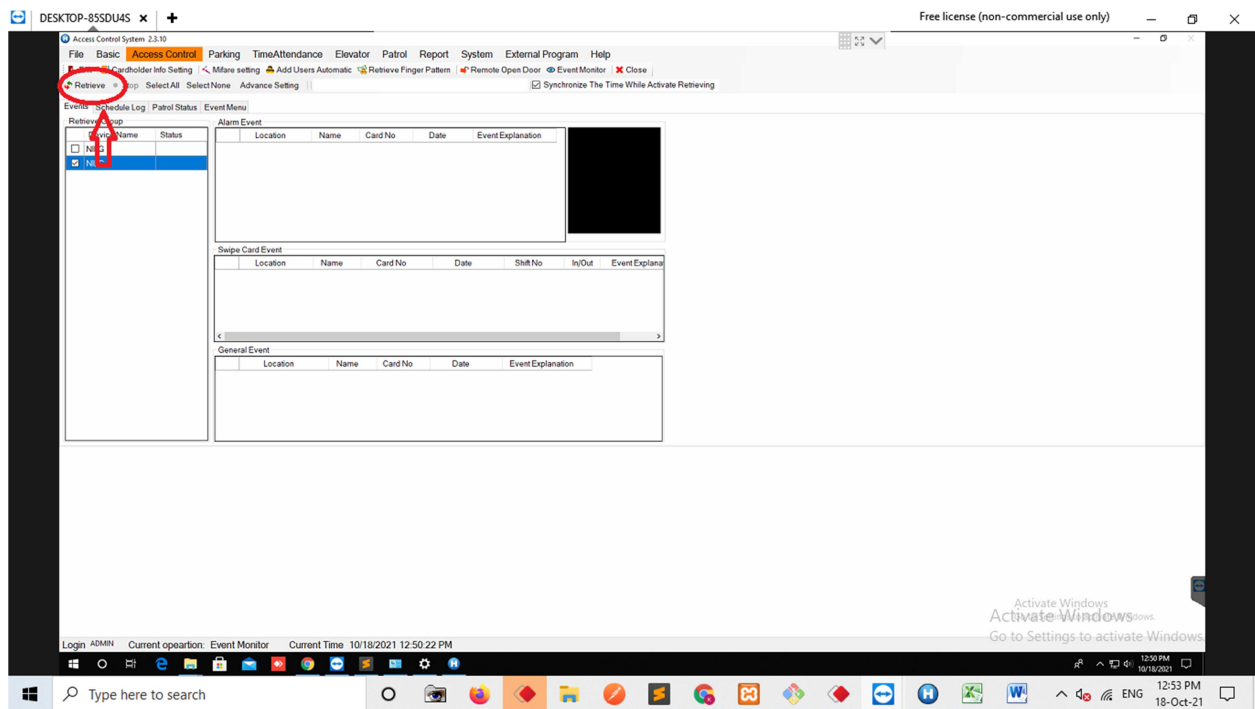 DESKTOP-85SDU4S
Free license (non-commercial use only)
Access Control System 2.3.10
File Basic Access Control Parking TimeAttendance Elevator Patrol Report System External Program Help
Cardholder Info Setting Mifare setting Add Users Automatic Retrieve Finger Pattern Remote Open Door Event Monitor Close
Retrieve Select All Select None Advance Setting Synchronize The Time While Activate Retrieving
Events Schedule Log Patrol Status Event Menu
Alarm Event
Name Status
Location Name Card No Date Event Explanation
Swipe Card Event
Location Name Card No Date Shift No In/Out Event Explana
General Event
Location Name Card No Date Event Explanation
Activate Windows
Activate Windows
Go to Settings to activate Windows.
Login ADMIN Current opeartion: Event Monitor Current Time 10/18/2021 12:50:22 PM
12:50 PM
10/18/2021
Type here to search
ENG
12:53 PM
18-Oct-21